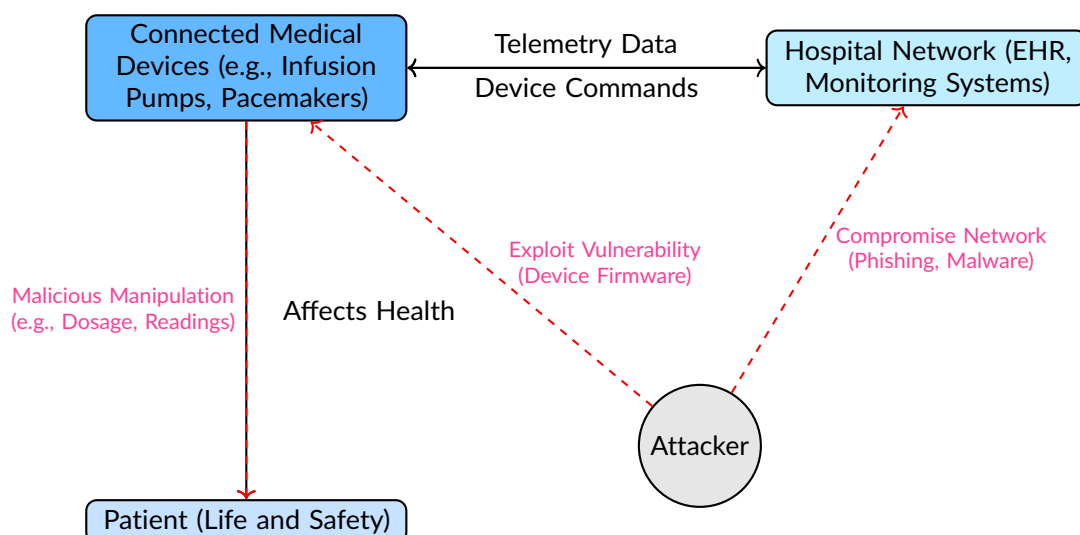 Connected Medical
Devices (e.g., Infusion
Pumps, Pacemakers)
Telemetry Data
Device Commands
Hospital Network (EHR,
Monitoring Systems)
Exploit Vulnerability
(Device Firmware)
Compromise Network
(Phishing, Malware)
Malicious Manipulation
(e.g., Dosage, Readings)
Affects Health
Attacker
Patient (Life and Safety)